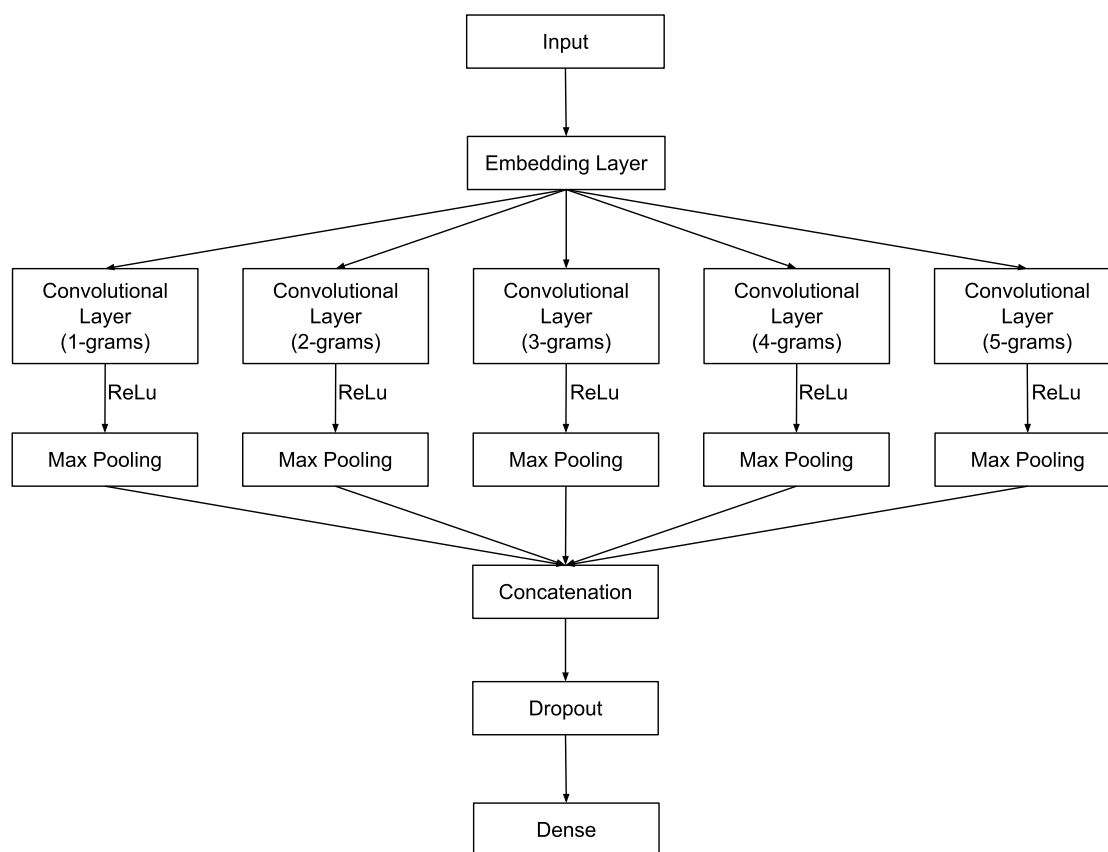 Input
Embedding Layer
Convolutional
Layer
(1-grams)
Convolutional
Layer
(2-grams)
Convolutional
Layer
(3-grams)
Convolutional
Layer
(4-grams)
Convolutional
Layer
(5-grams)
ReLu
ReLu
ReLu
ReLu
ReLu
Max Pooling
Max Pooling
Max Pooling
Max Pooling
Max Pooling
Concatenation
Dropout
Dense